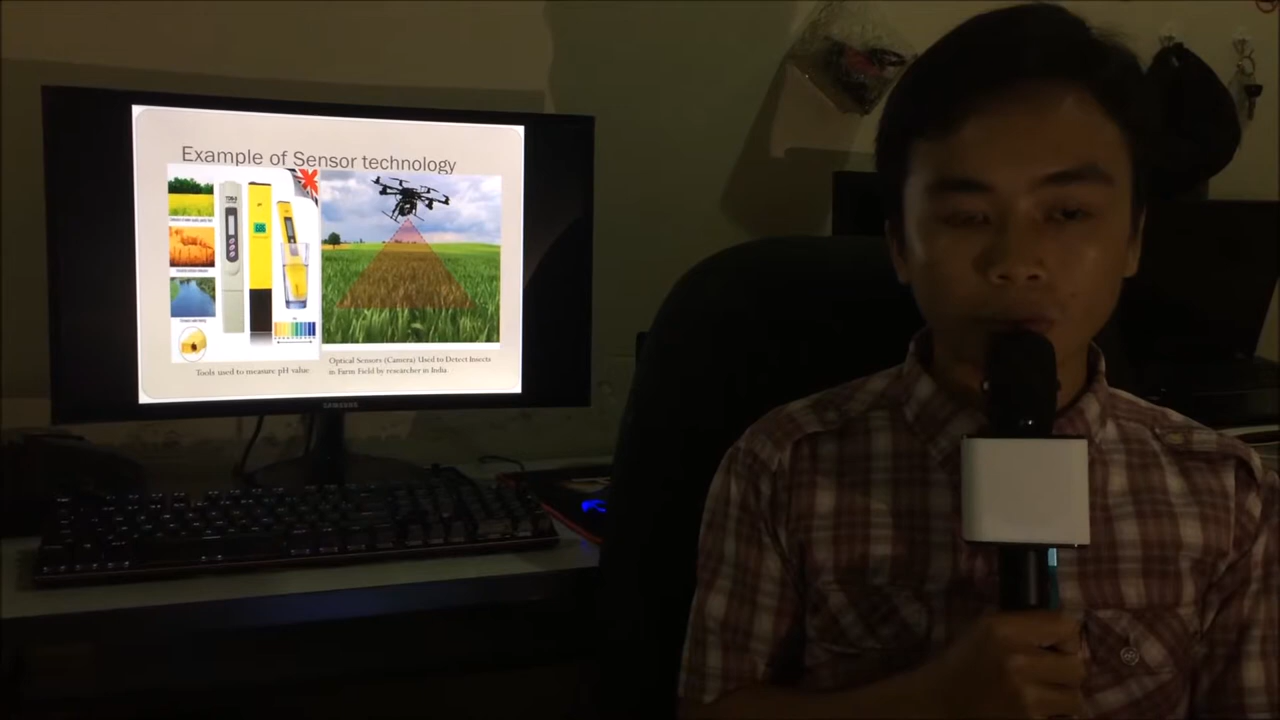 Example of Sensor technology
Tools used to measure pH value
Optical Sensors (Camera) Used to Detect Insects
in Farm Field by researcher in India
SAMSUNG